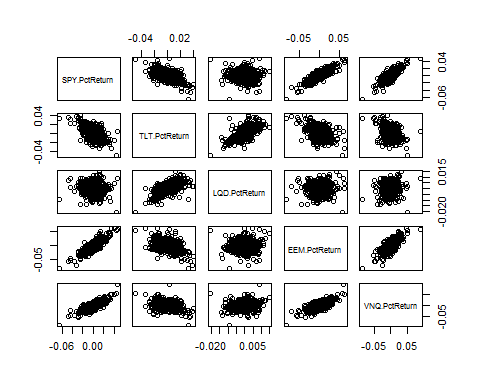 -0.04 0.02 -0.05 0.05
SPY.PctReturn
-0.06 0.04
-0.04 0.04
TLT.PctReturn
LQD.PctReturn
-0.020 0.015
-0.05
EEM.PctReturn
VNQ.PctReturn
-0.05
-0.06 0.00 -0.020 0.005 -0.05 0.05